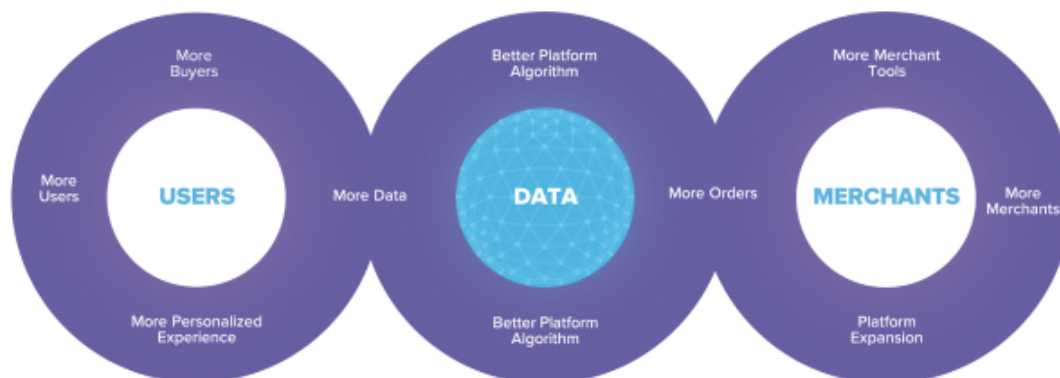 More
Buyers
More
Users
USERS
More Data
More Personalized
Experience
Better Platform
Algorithm
DATA
More Orders
Better Platform
Algorithm
More Merchant
Tools
MERCHANTS
More
Merchants
Platform
Expansion